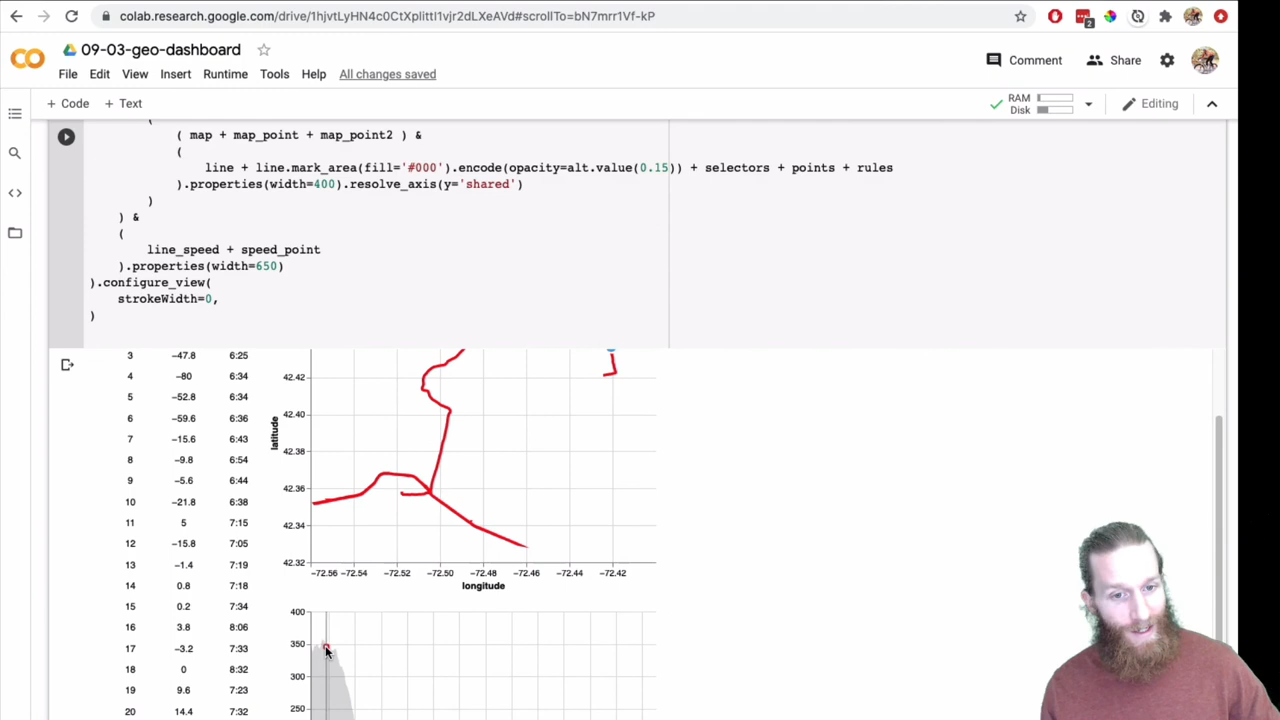 colab.research.google.com/drive/1hjvtLyHN4c0CtXplittI1vjr2dLXeAVd#scrollTo=bN7mrr1Vf-kP
2
09-03-geo-dashboard
File Edit View Insert Runtime Tools Help All changes saved
Comment Share
+ Code + Text
RAM
Disk
Editing
(
( map + map_point + map_point2 ) &
(
line + line.mark_area(fill='#000').encode(opacity=alt.value(0.15)) + selectors + points + rules
).properties(width=400).resolve_axis(y='shared')
)
) &
(
line_speed + speed_point
).properties(width=650)
).configure_view(
strokeWidth=0,
)
3 −47.8 6:25
4 −80 6:34
5 −52.8 6:34
6 −59.6 6:36
7 −15.6 6:43
8 −9.8 6:54
9 −5.6 6:44
10 −21.8 6:38
11 5 7:15
12 −15.8 7:05
13 −1.4 7:19
14 0.8 7:18
15 0.2 7:34
16 3.8 8:06
17 −3.2 7:33
18 0 8:32
19 9.6 7:23
20 14.4 7:32
latitude
42.42
42.40
42.38
42.36
42.34
42.32
−72.56 −72.54 −72.52 −72.50 −72.48 −72.46 −72.44 −72.42
longitude
400
350
300
250